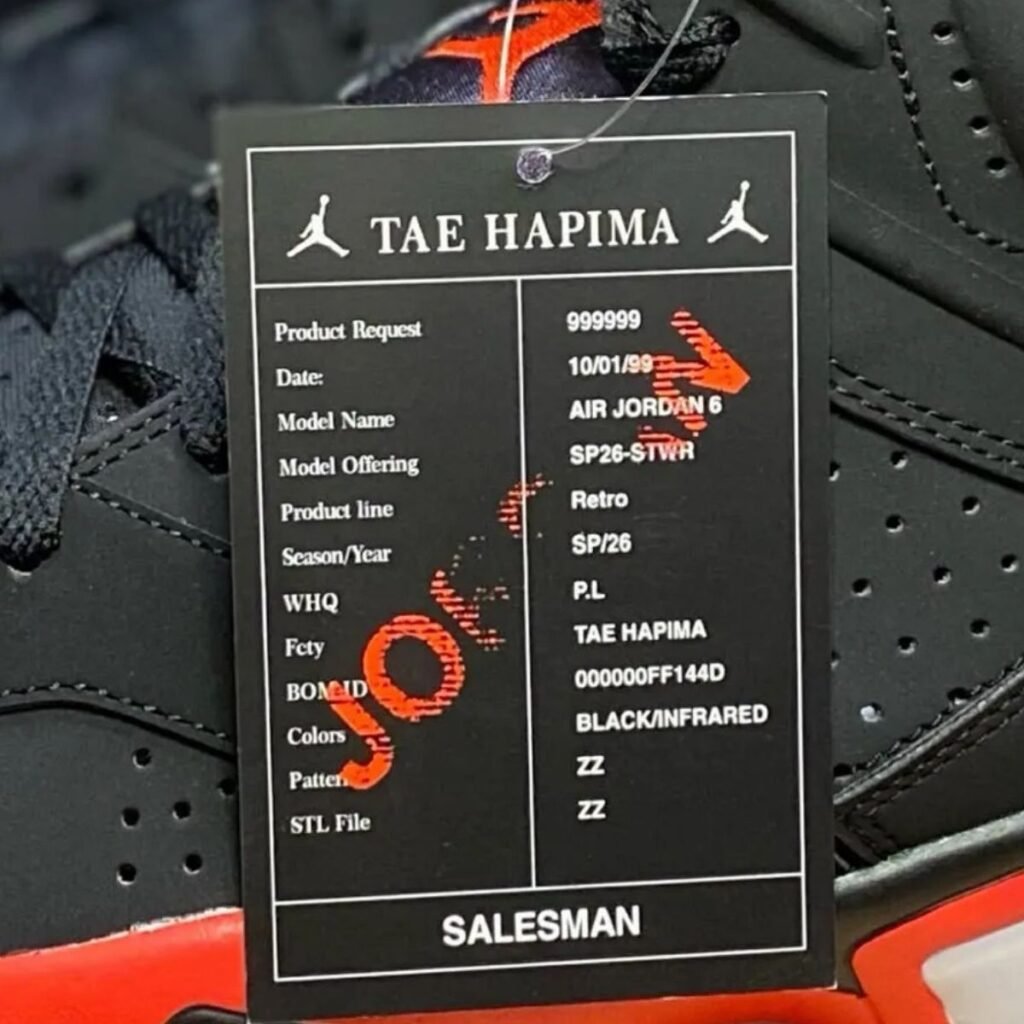 TAE HAPIMA
Product Request 999999
Date: 10/01/99
Model Name AIR JORDAN 6
Model Offering SP26-STWR
Product line Retro
Season/Year SP/26
WHQ P.L
Fcty TAE HAPIMA
BOM ID 000000FF144D
Colors BLACK/INFRARED
Pattern ZZ
STL File ZZ
SALESMAN